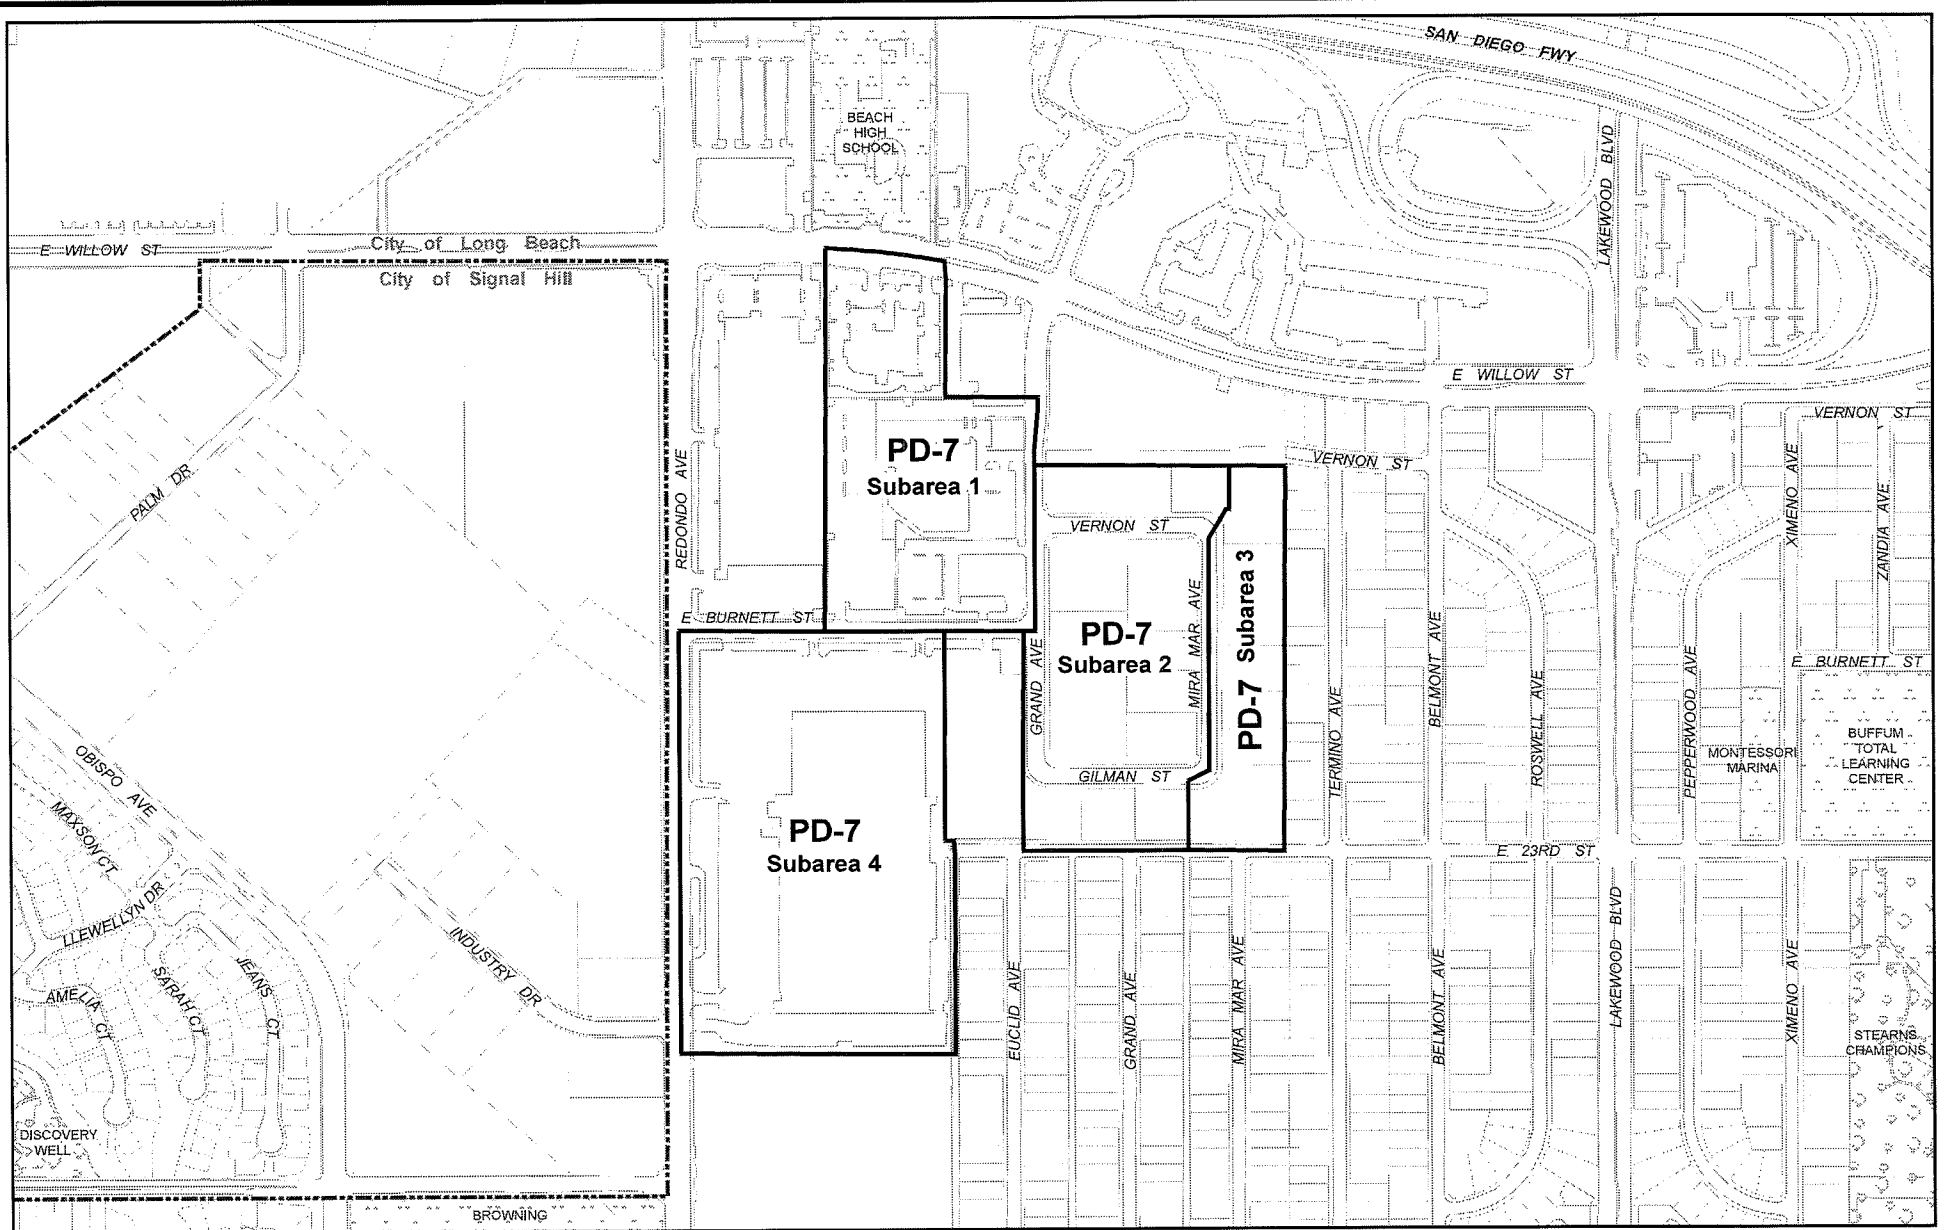 SAN DIEGO FWY
BEACH
HIGH
SCHOOL
LAKEWOOD BLVD
E WILLOW ST
City of Long Beach
City of Signal Hill
E WILLOW ST
VERNON ST
PD-7
Subarea 1
REDONDO AVE
PALM DR
VERNON ST
VERNON ST
XIMENO AVE
ZANDIA AVE
PD-7 Subarea 3
MIRA MAR AVE
E BURNETT ST
PD-7
Subarea 2
GRAND AVE
BELMONT AVE
E BURNETT ST
TERMINO AVE
ROSWELL AVE
PEPPERWOOD AVE
MONTESSORI
MARINA
BUFFUM
TOTAL
LEARNING
CENTER
GILMAN ST
OBISPO AVE
MAXSON CT
PD-7
Subarea 4
E 23RD ST
LLEWELLYN DR
JEANS CT
SARAH CT
AMELIA CT
INDUSTRY DR
EUCLID AVE
GRAND AVE
MIRA MAR AVE
BELMONT AVE
LAKEWOOD BLVD
XIMENO AVE
STEARNS
CHAMPIONS
DISCOVERY
WELL
BROWNING